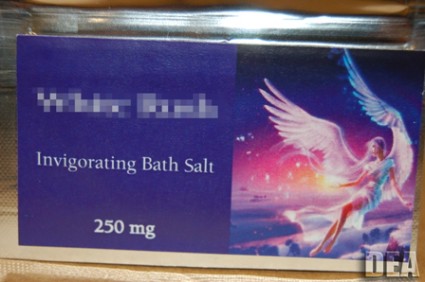 Invigorating Bath Salt
250 mg
DEA